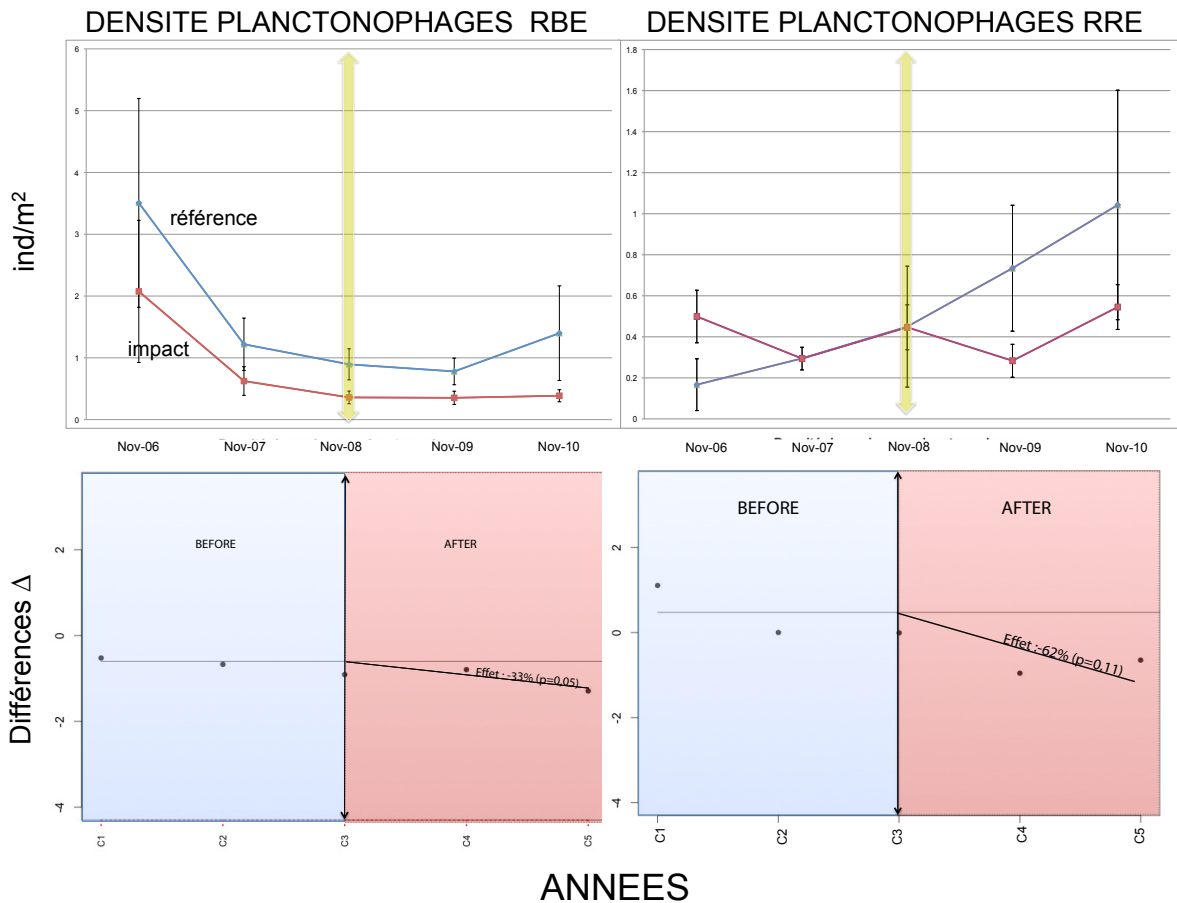 DENSITE PLANCTONOPHAGES RBE
DENSITE PLANCTONOPHAGES RRE
ind/m²
6
5
4
3
2
1
0
référence
impact
1.8
1.6
1.4
1.2
1
0.8
0.6
0.4
0.2
0
Nov-06 Nov-07 Nov-08 Nov-09 Nov-10
Nov-06 Nov-07 Nov-08 Nov-09 Nov-10
Différences Δ
2
0
-2
-4
BEFORE
AFTER
Effet :-33% (p=0,05)
C1 C2 C3 C4 C5
2
0
-2
-4
BEFORE
AFTER
Effet :-62% (p=0,11)
C1 C2 C3 C4 C5
ANNEES